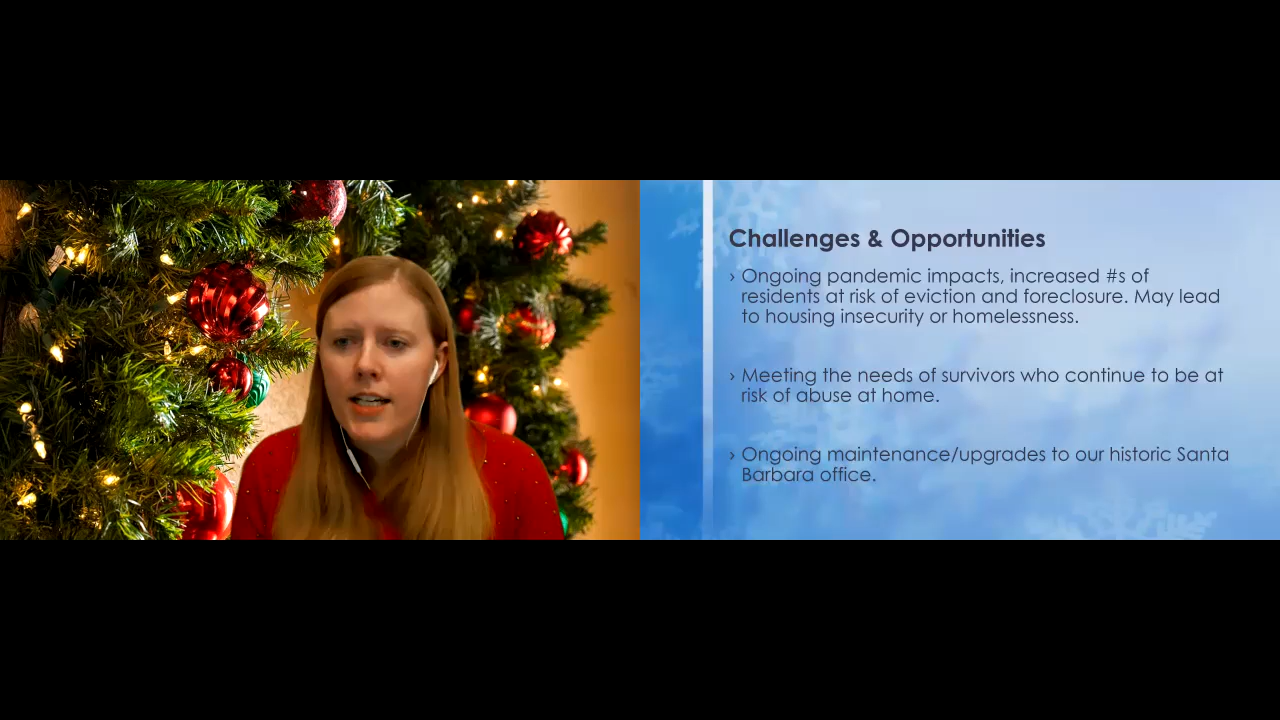 Challenges & Opportunities
› Ongoing pandemic impacts, increased #s of
residents at risk of eviction and foreclosure. May lead
to housing insecurity or homelessness.
› Meeting the needs of survivors who continue to be at
risk of abuse at home.
› Ongoing maintenance/upgrades to our historic Santa
Barbara office.